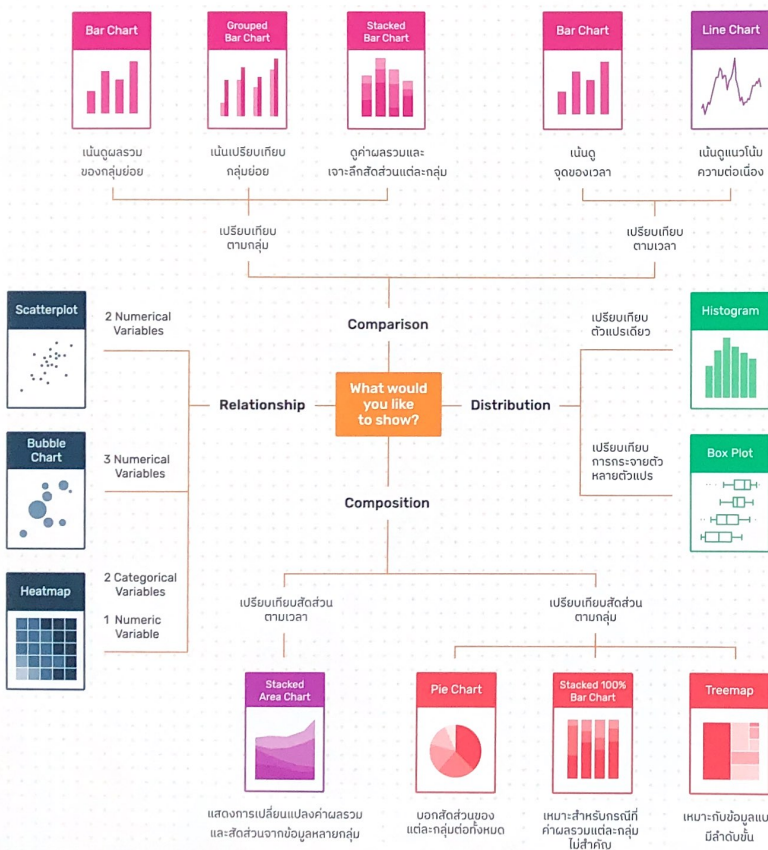 Bar Chart
เน้นดูผลรวม
ของกลุ่มย่อย
Grouped
Bar Chart
เน้นเปรียบเทียบ
กลุ่มย่อย
Stacked
Bar Chart
ดูค่าผลรวมและ
เจาะลึกสัดส่วนแต่ละกลุ่ม
Bar Chart
เน้นดู
จุดของเวลา
Line Chart
เน้นดูแนวโน้ม
ความต่อเนื่อง
เปรียบเทียบ
ตามกลุ่ม
เปรียบเทียบ
ตามเวลา
Comparison
What would
you like
to show?
Relationship
Scatterplot
2 Numerical
Variables
Bubble
Chart
3 Numerical
Variables
Heatmap
2 Categorical
Variables
1 Numeric
Variable
Distribution
เปรียบเทียบ
ตัวแปรเดียว
Histogram
เปรียบเทียบ
การกระจายตัว
หลายตัวแปร
Box Plot
Composition
เปรียบเทียบสัดส่วน
ตามเวลา
เปรียบเทียบสัดส่วน
ตามกลุ่ม
Stacked
Area Chart
แสดงการเปลี่ยนแปลงค่าผลรวม
และสัดส่วนจากข้อมูลหลายกลุ่ม
Pie Chart
บอกสัดส่วนของ
แต่ละกลุ่มต่อทั้งหมด
Stacked 100%
Bar Chart
เหมาะสำหรับกรณีที่
ค่าผลรวมแต่ละกลุ่ม
ไม่สำคัญ
Treemap
เหมาะกับข้อมูลแบ
มีลำดับขั้น